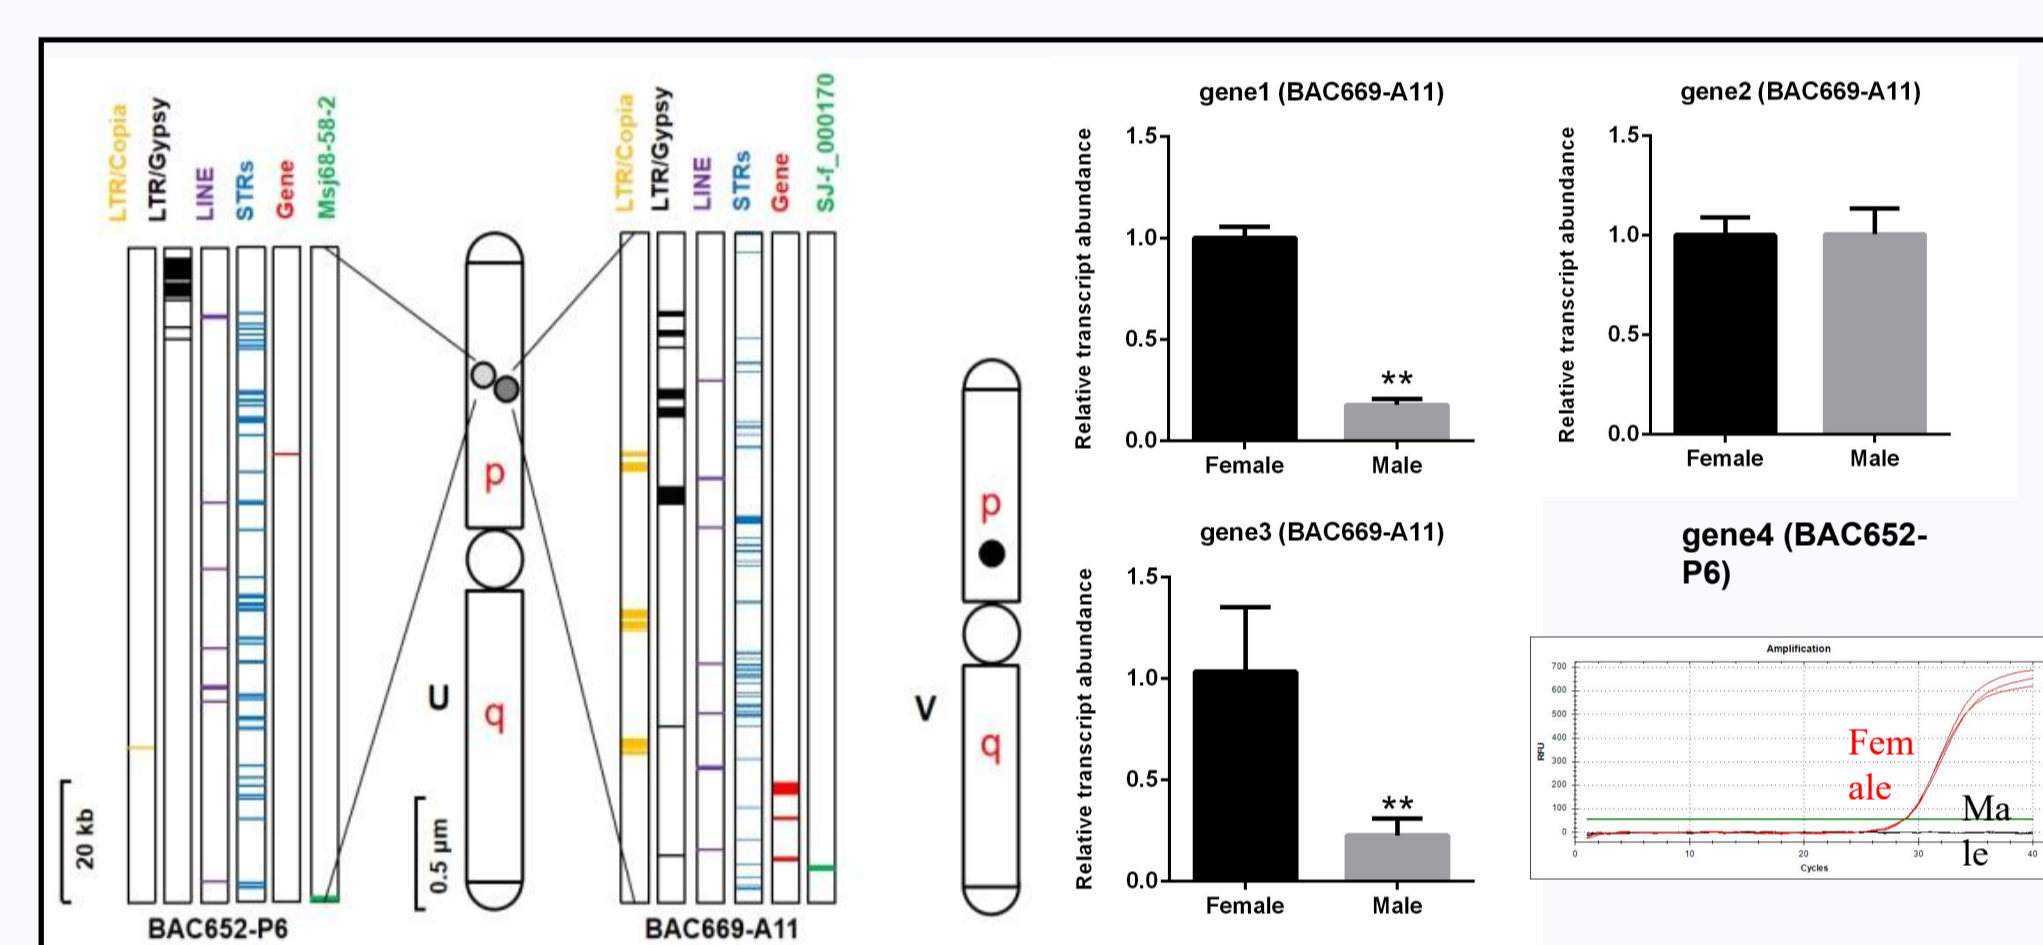 LTR/Copia
LTR/Gypsy
LINE
STRs
Gene
Msj68-58-2
20 kb
BAC652-P6
p
U
q
0.5 μm
LTR/Copia
LTR/Gypsy
LINE
STRs
Gene
SJ-f_000170
BAC669-A11
p
V
q
gene1 (BAC669-A11)
Relative transcript abundance
1.5
1.0
0.5
0.0
**
Female
Male
gene2 (BAC669-A11)
Relative transcript abundance
1.5
1.0
0.5
0.0
Female
Male
gene3 (BAC669-A11)
Relative transcript abundance
1.5
1.0
0.5
0.0
**
Female
Male
gene4 (BAC652-
P6)
Amplification
RFU
700
600
500
400
300
200
100
0
Fem
ale
Ma
le
0 10 20 30 40
Cycles